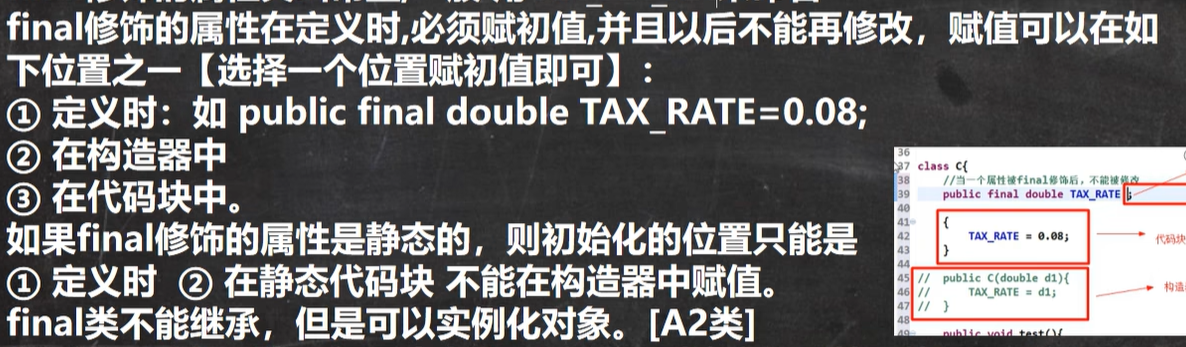 final修饰的属性在定义时,必须赋初值,并且以后不能再修改，赋值可以在如
下位置之一【选择一个位置赋初值即可】：
① 定义时：如 public final double TAX_RATE=0.08;
② 在构造器中
③ 在代码块中。
如果final修饰的属性是静态的，则初始化的位置只能是
① 定义时 ② 在静态代码块 不能在构造器中赋值。
final类不能继承，但是可以实例化对象。[A2类]
36
37 class C{
38 //当一个属性被final修饰后，不能被修改
39 public final double TAX_RATE ;
40
41 {
42 TAX_RATE = 0.08;
43 }
44
45 // public C(double d1){
46 // TAX_RATE = d1;
47 // }
48
49 public void test(){
代码块
构造